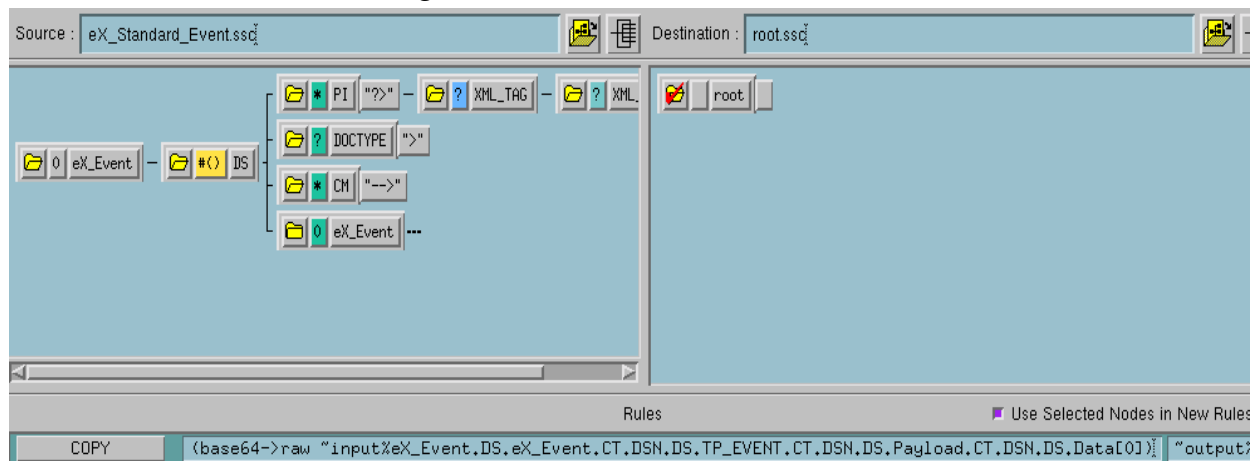 Source : eX_Standard_Event.ssc Destination : root.ssc
* PI "?>" ? XML_TAG ? XML_ root
? DOCTYPE ">"
0 eX_Event #() DS
* CM "-->"
0 eX_Event
Rules Use Selected Nodes in New Rules
COPY (base64->raw ~input%eX_Event.DS.eX_Event.CT.DSN.DS.TP_EVENT.CT.DSN.DS.Payload.CT.DSN.DS.Data[0]) ~output%